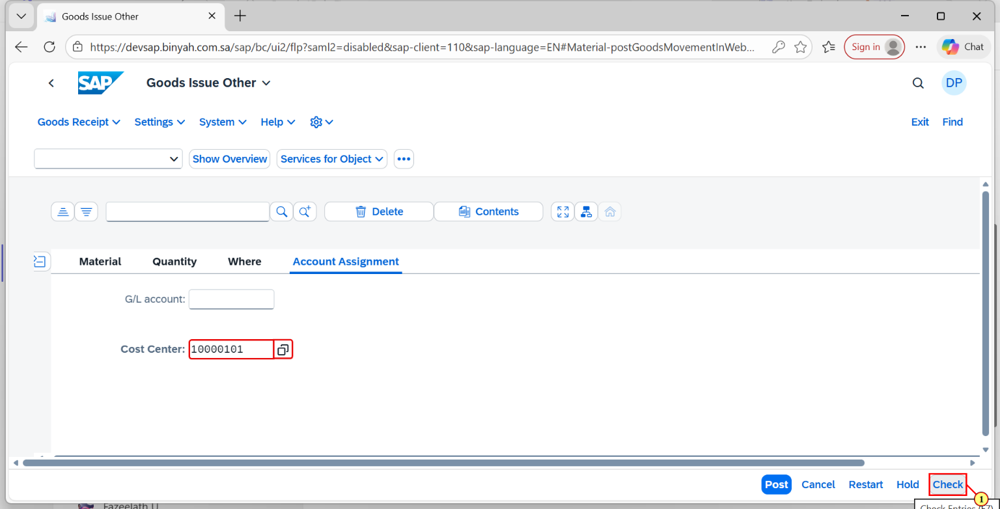 Goods Issue Other
https://devsap.binyah.com.sa/sap/bc/ui2/flp?saml2=disabled&sap-client=110&sap-language=EN#Material-postGoodsMovementInWeb...
Sign in
Chat
SAP
Goods Issue Other
DP
Goods Receipt
Settings
System
Help
Exit
Find
Show Overview
Services for Object
Delete
Contents
Material
Quantity
Where
Account Assignment
G/L account:
Cost Center: 10000101
Post
Cancel
Restart
Hold
Check
1
Check Entries (F7)
Fazeelath U